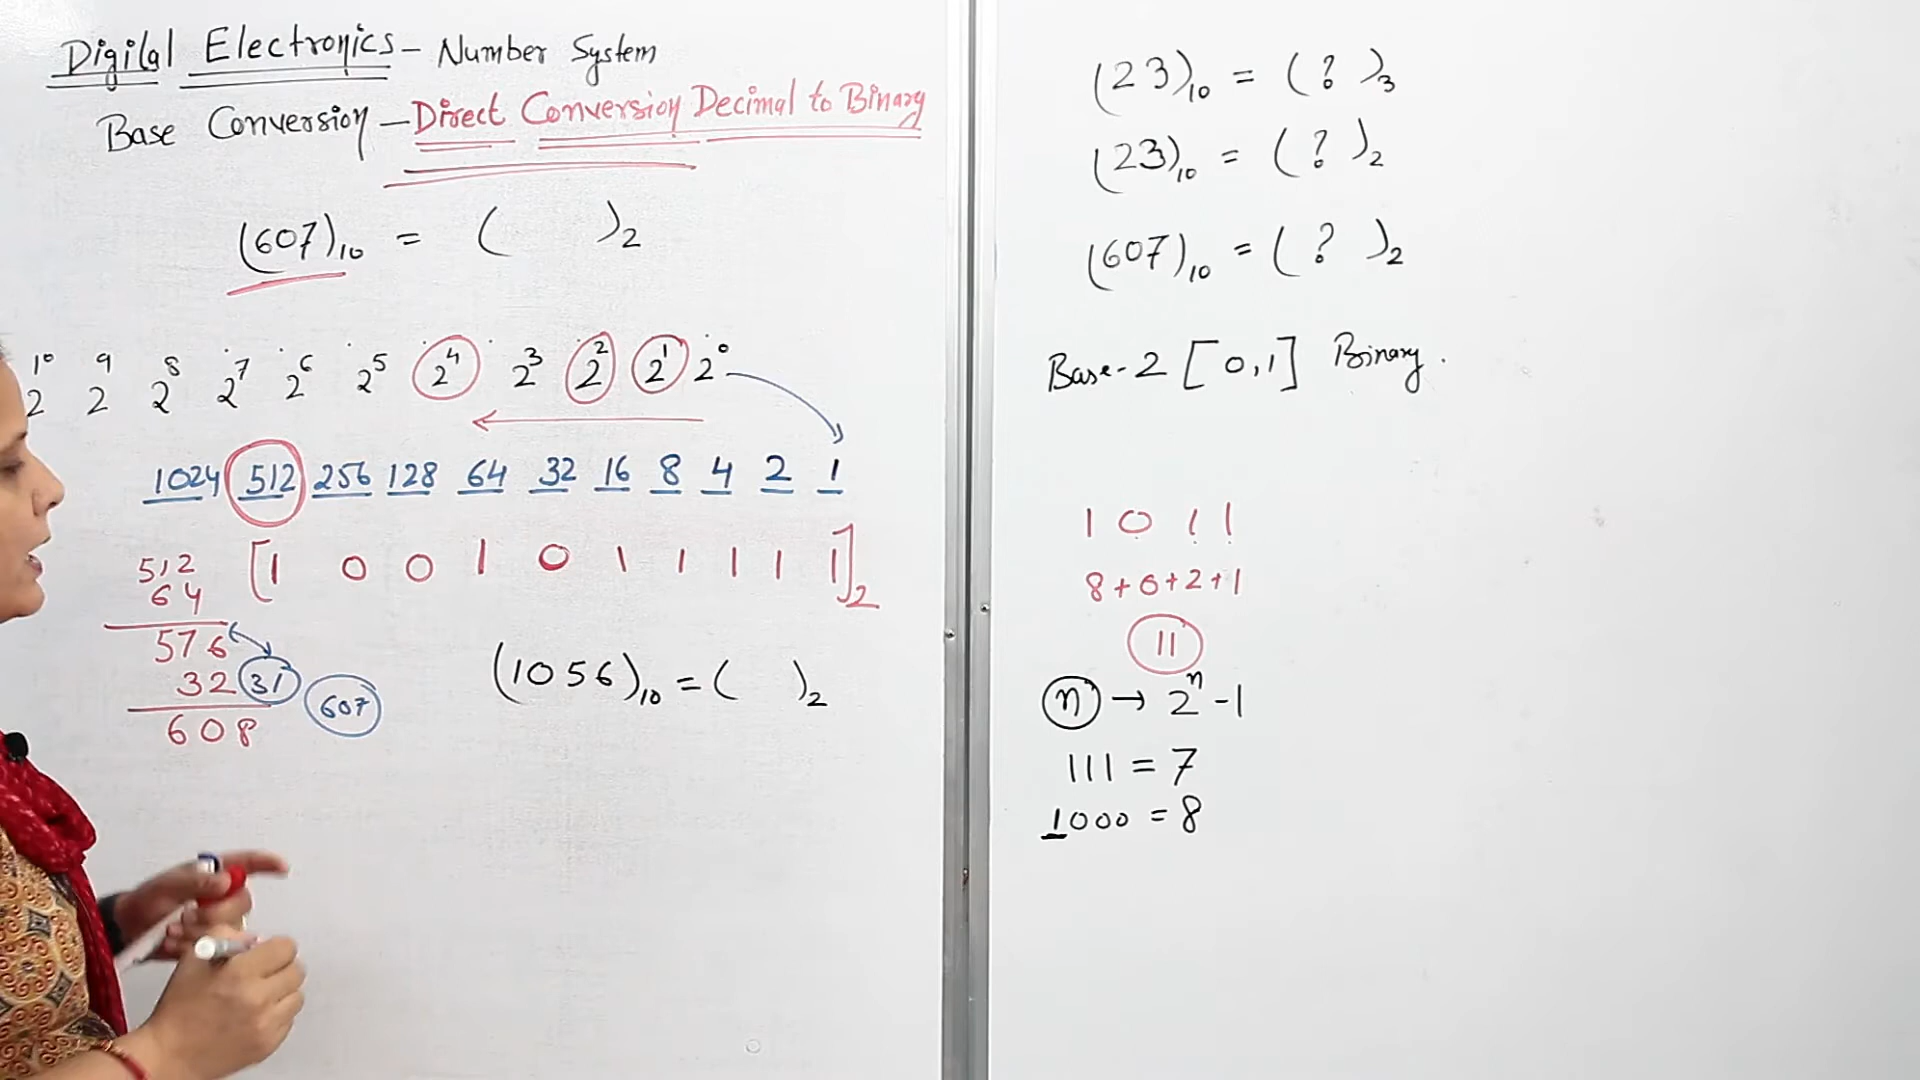 Digital Electronics - Number System
Base Conversion - Direct Conversion Decimal to Binary
(607)₁₀ = ( )₂
2¹⁰ 2⁹ 2⁸ 2⁷ 2⁶ 2⁵ 2⁴ 2³ 2² 2¹ 2⁰
1024 512 256 128 64 32 16 8 4 2 1
[1 0 0 1 0 1 1 1 1 1]₂
512
64
576
32 31 607
608
(1056)₁₀ = ( )₂
(23)₁₀ = ( ? )₃
(23)₁₀ = ( ? )₂
(607)₁₀ = ( ? )₂
Base-2 [0,1] Binary.
1 0 1 1
8+0+2+1
11
n → 2ⁿ-1
111 = 7
1000 = 8